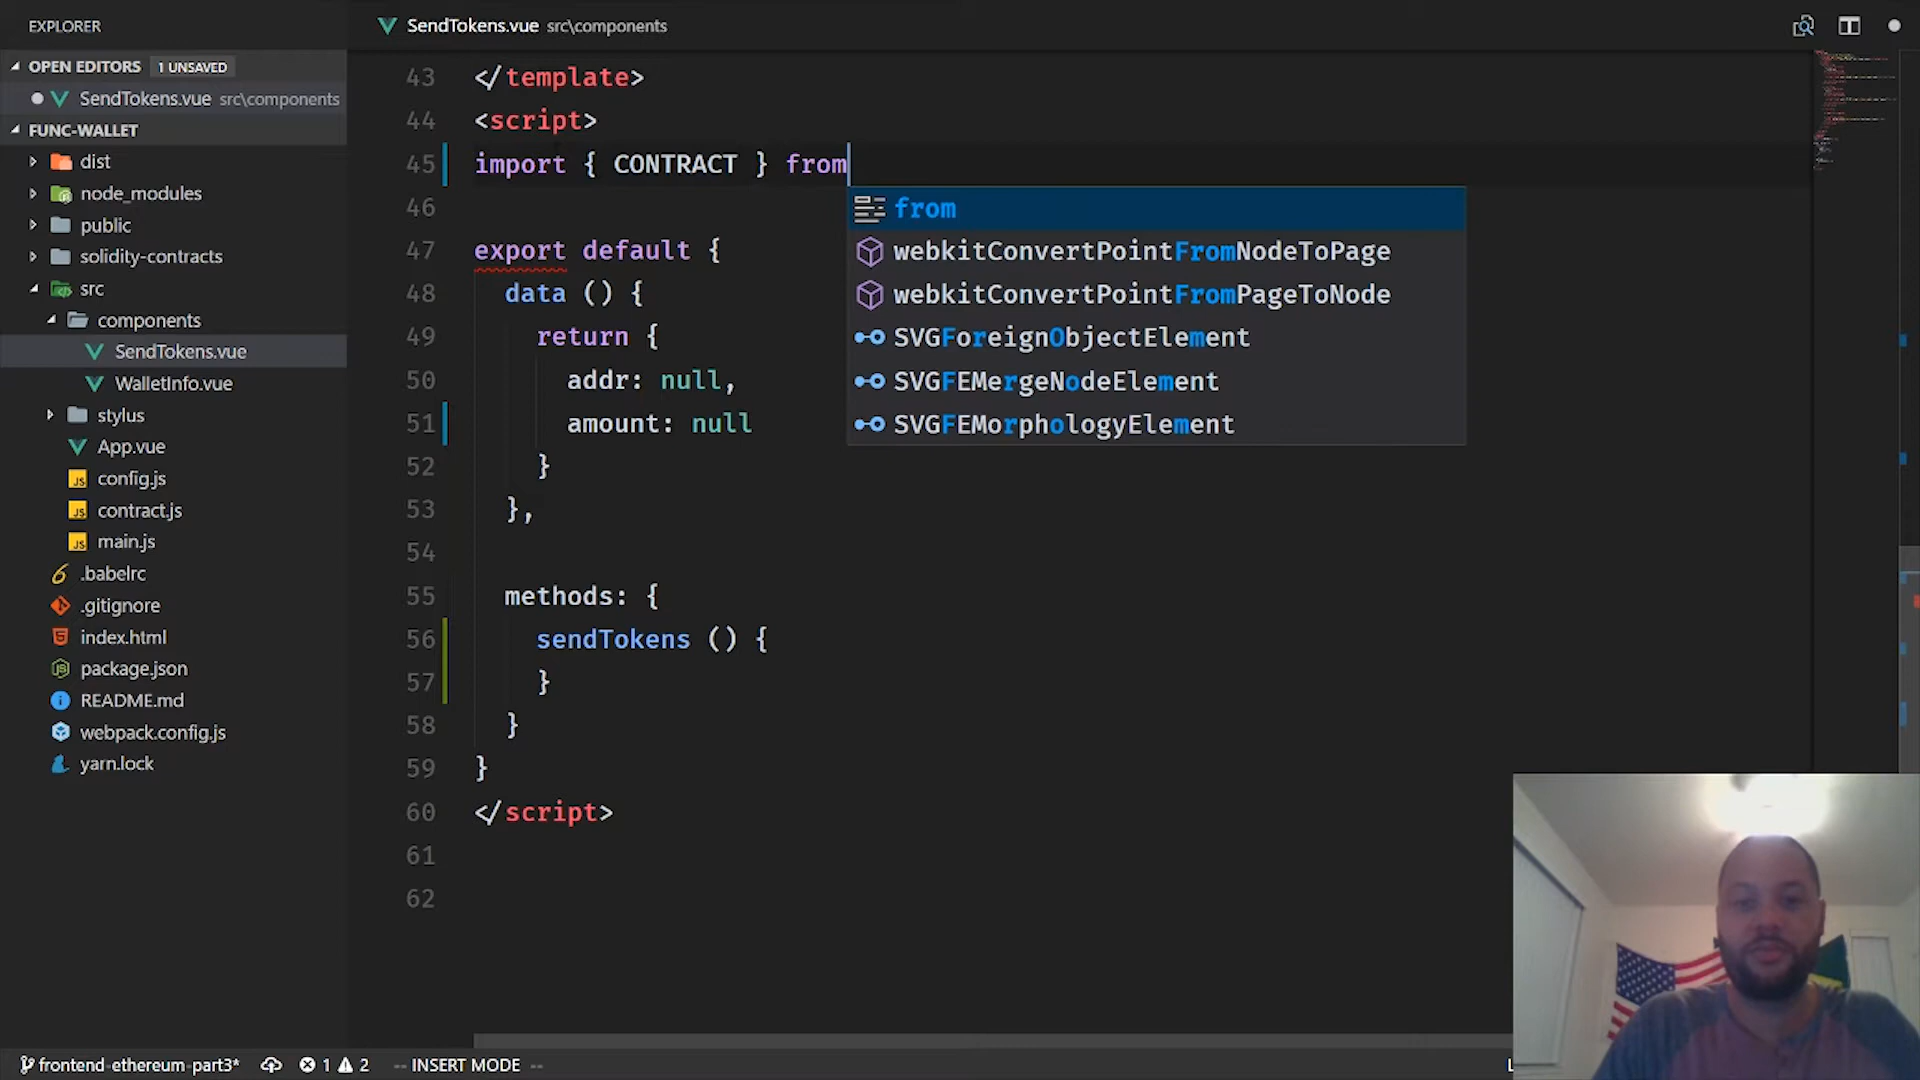 EXPLORER
OPEN EDITORS 1 UNSAVED
SendTokens.vue src\components
FUNC-WALLET
dist
node_modules
public
solidity-contracts
src
components
SendTokens.vue
WalletInfo.vue
stylus
App.vue
config.js
contract.js
main.js
.babelrc
.gitignore
index.html
package.json
README.md
webpack.config.js
yarn.lock
SendTokens.vue src\components
43 </template>
44 <script>
45 import { CONTRACT } from
46
47 export default {
48 data () {
49 return {
50 addr: null,
51 amount: null
52 }
53 },
54
55 methods: {
56 sendTokens () {
57 }
58 }
59 }
60 </script>
61
62
from
webkitConvertPointFromNodeToPage
webkitConvertPointFromPageToNode
SVGForeignObjectElement
SVGFEMergeNodeElement
SVGFEMorphologyElement
frontend-ethereum-part3* 1 2 -- INSERT MODE --